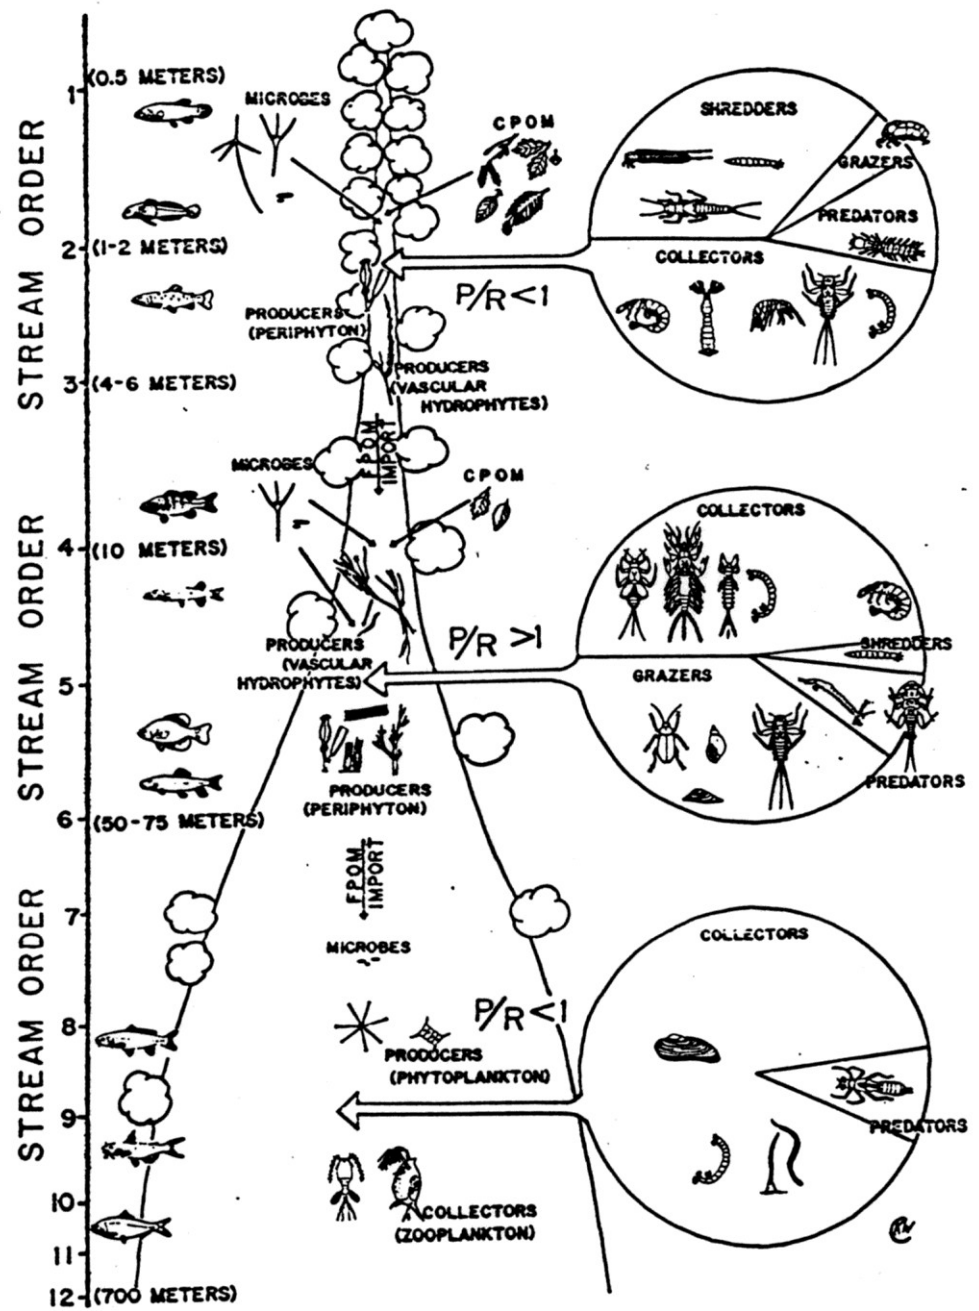 STREAM ORDER
STREAM ORDER
STREAM ORDER
1
(0.5 METERS)
MICROBES
CPOM
SHREDDERS
GRAZERS
PREDATORS
COLLECTORS
2
(1-2 METERS)
P/R<1
PRODUCERS
(PERIPHYTON)
3
(4-6 METERS)
PRODUCERS
(VASCULAR
HYDROPHYTES)
FPOM
IMPORT
MICROBES
CPOM
4
(10 METERS)
COLLECTORS
SHREDDERS
GRAZERS
PREDATORS
P/R >1
PRODUCERS
(VASCULAR
HYDROPHYTES)
5
PRODUCERS
(PERIPHYTON)
6
(50-75 METERS)
FPOM
IMPORT
7
MICROBES
COLLECTORS
PREDATORS
P/R<1
8
PRODUCERS
(PHYTOPLANKTON)
9
10
COLLECTORS
(ZOOPLANKTON)
11
12
(700 METERS)